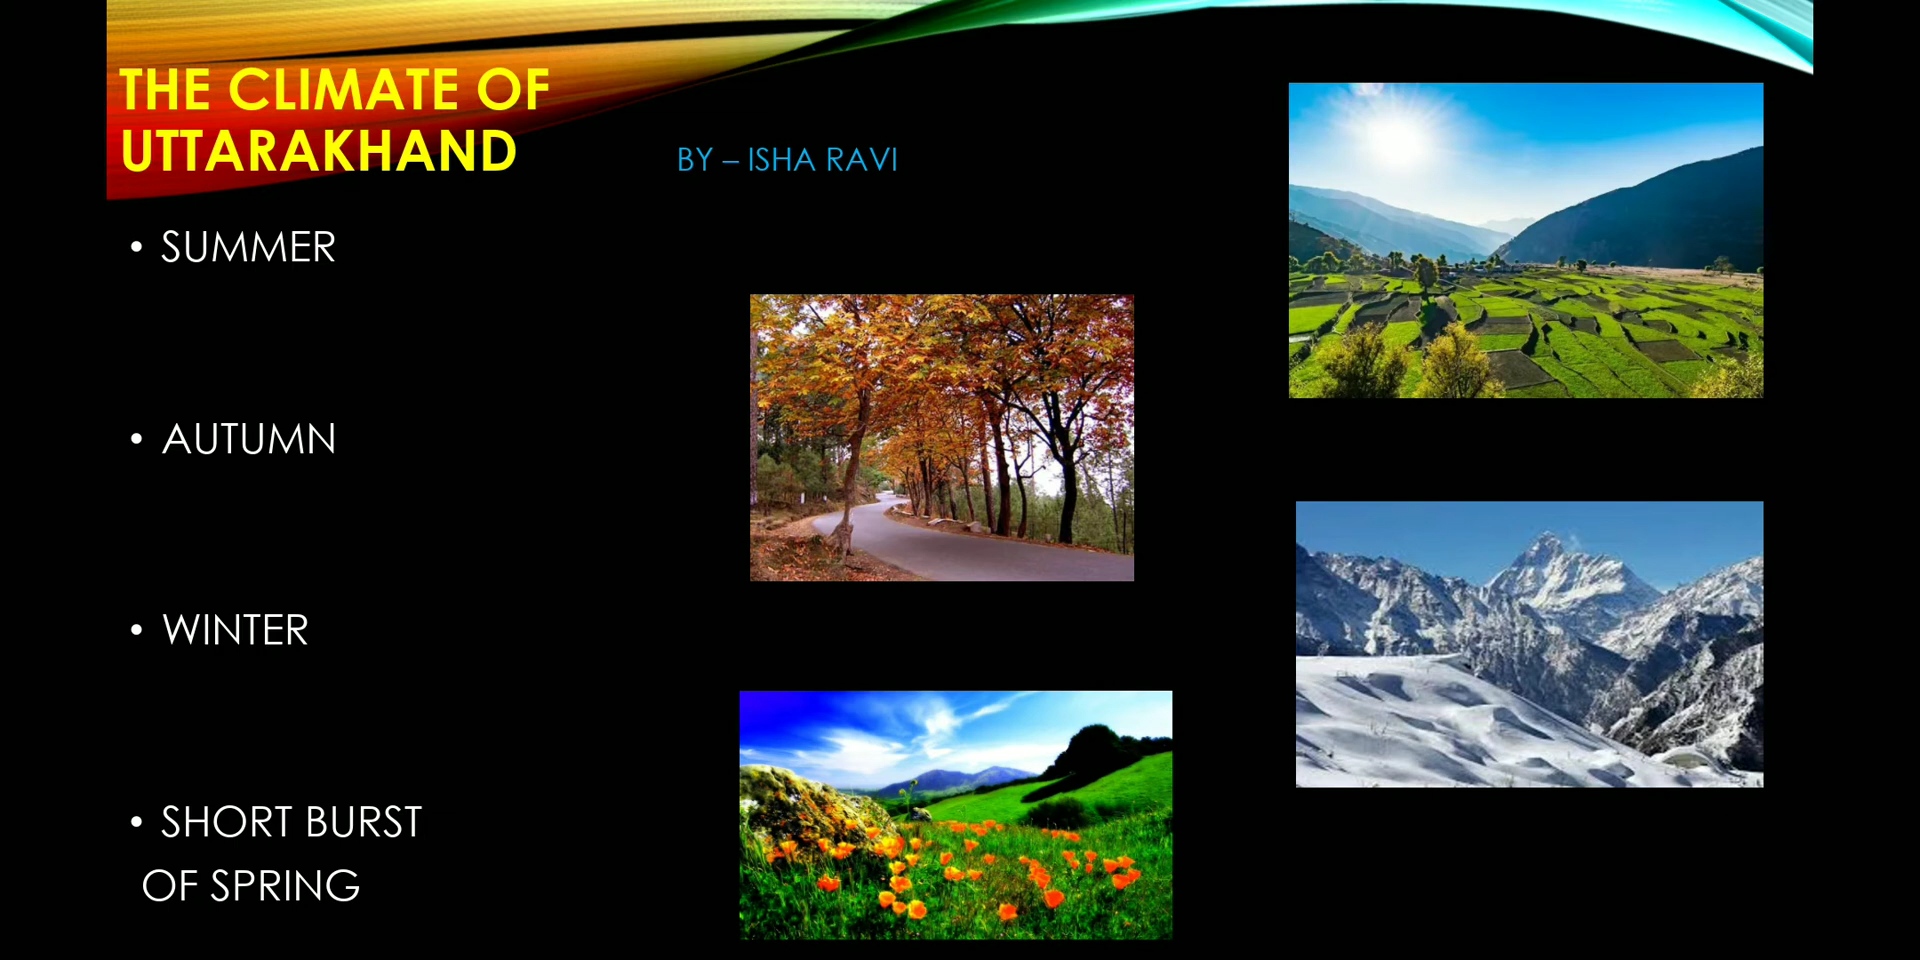 THE CLIMATE OF
UTTARAKHAND
BY – ISHA RAVI
• SUMMER
• AUTUMN
• WINTER
• SHORT BURST
OF SPRING